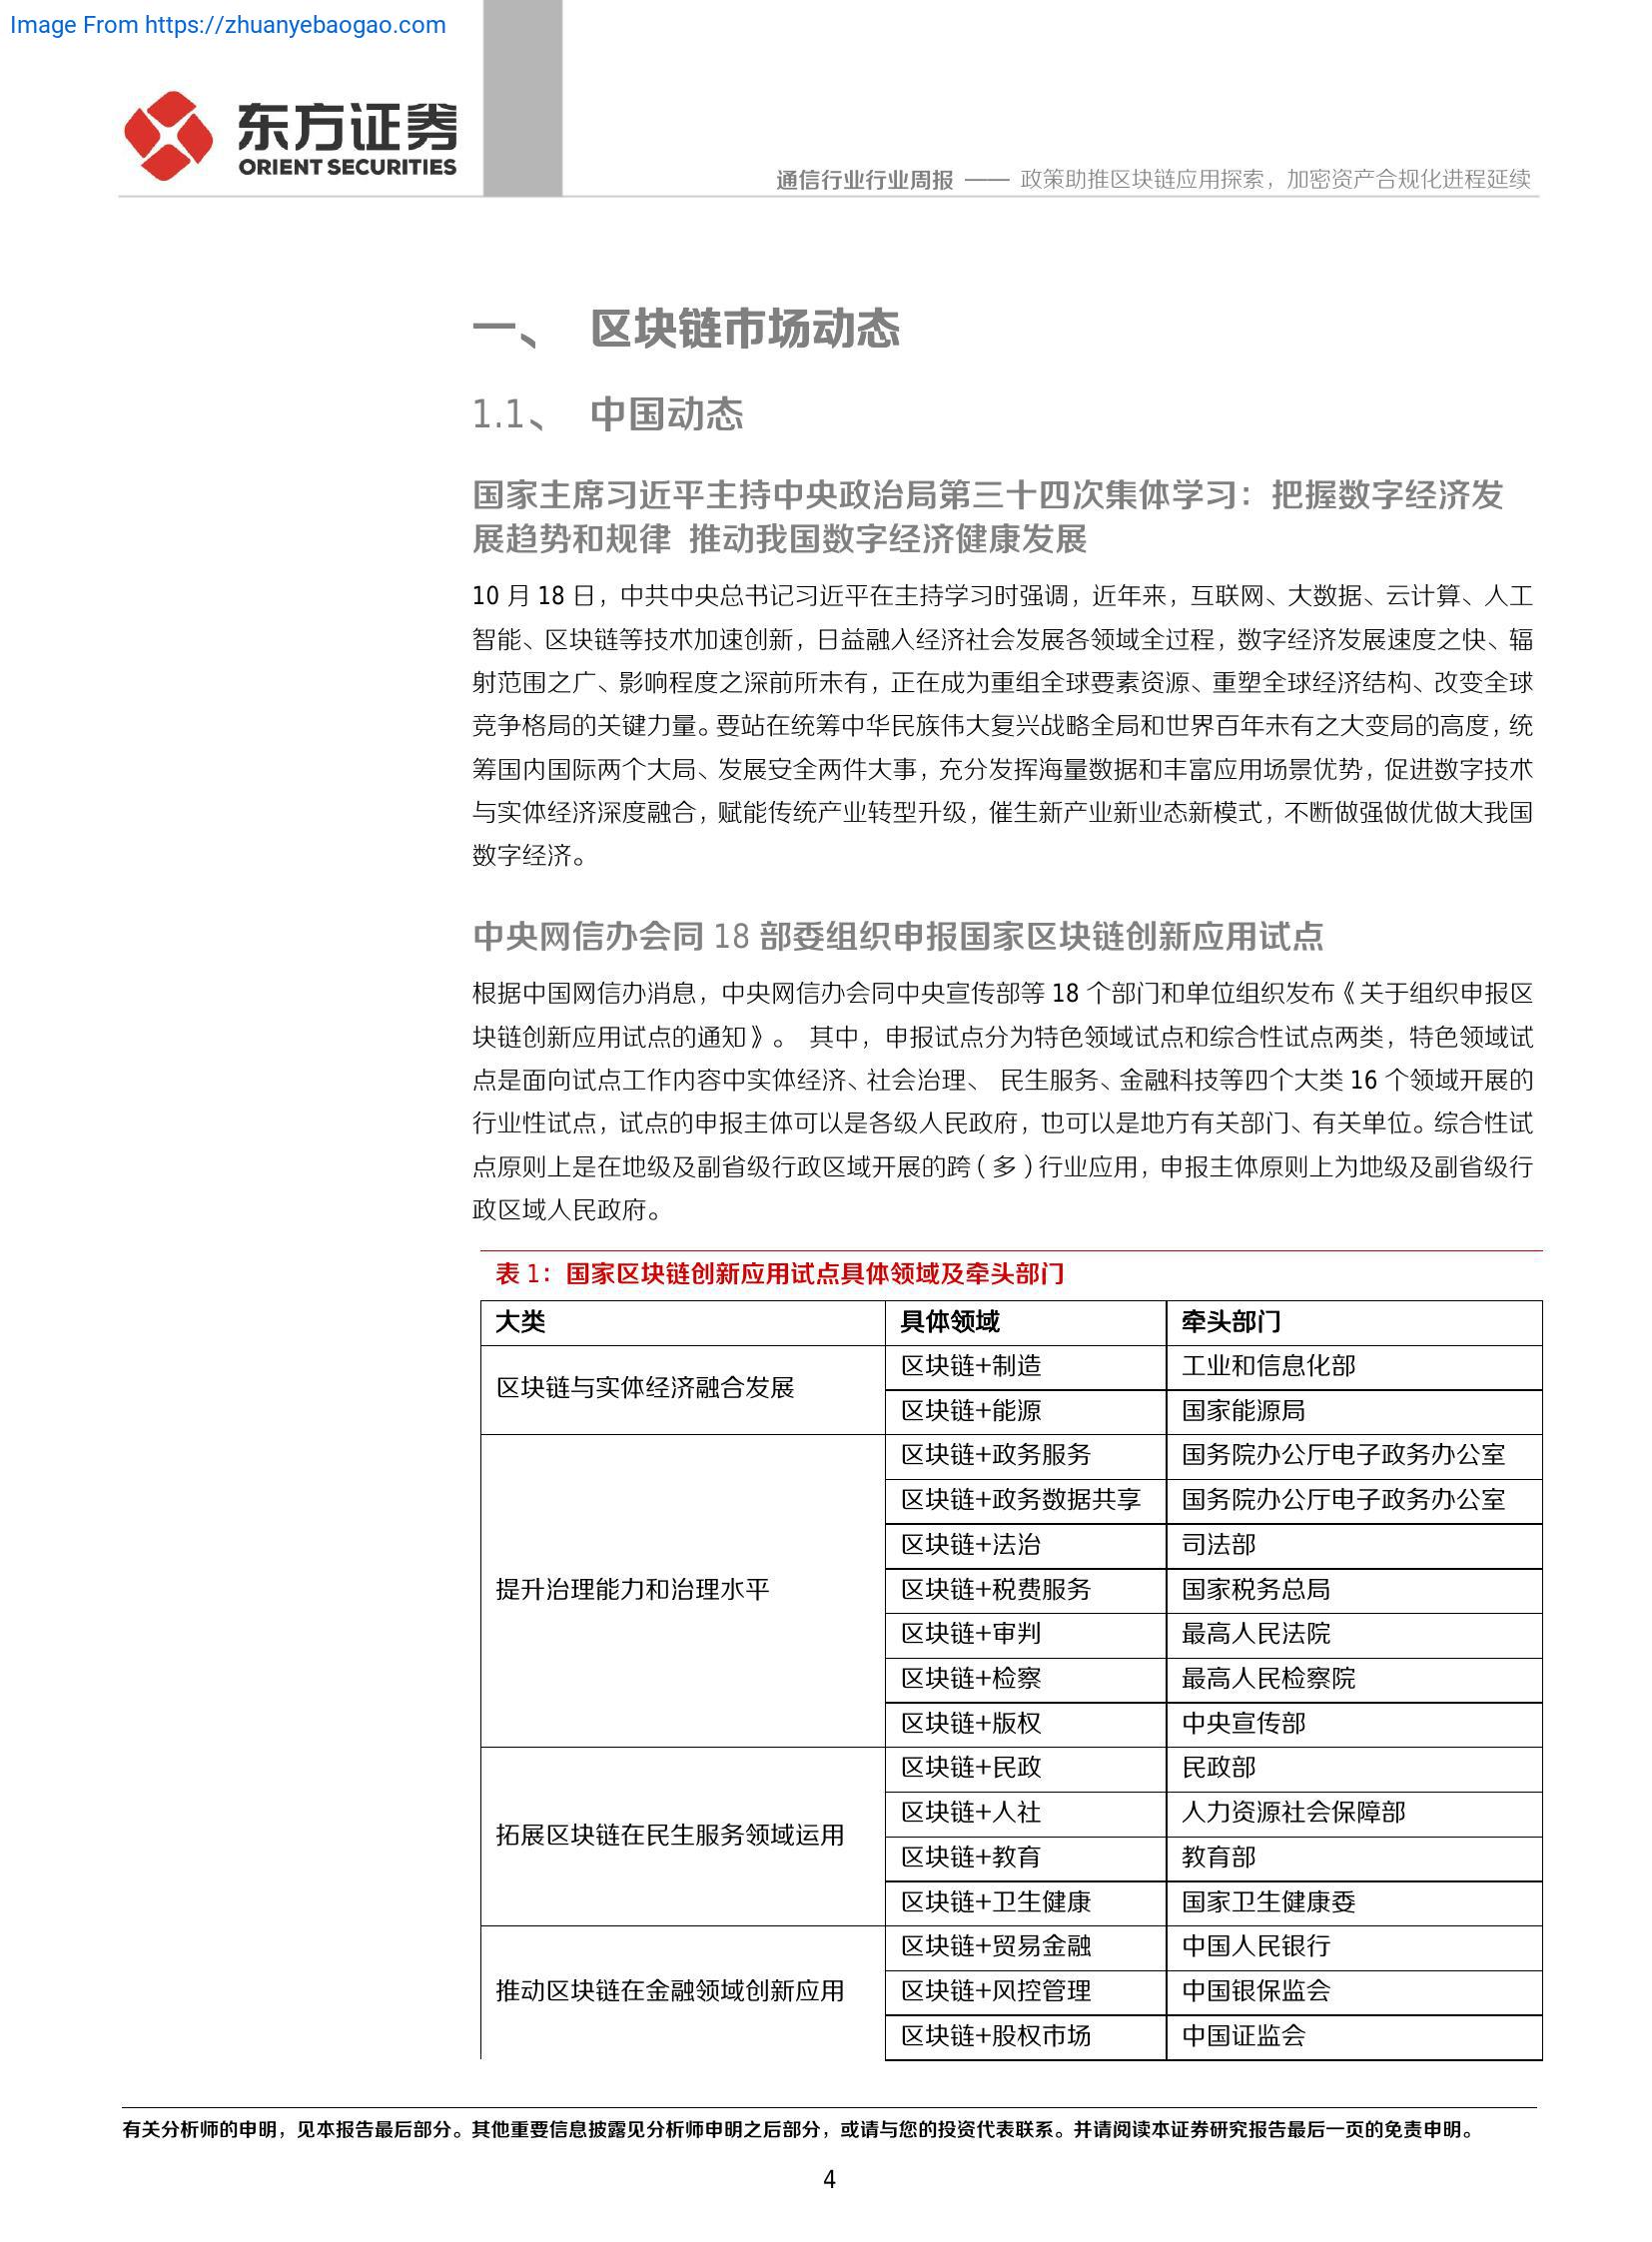 Image From https://zhuanyebaogao.com
东方证券
ORIENT SECURITIES
通信行业行业周报 —— 政策助推区块链应用探索，加密资产合规化进程延续
一、 区块链市场动态
1.1、 中国动态
国家主席习近平主持中央政治局第三十四次集体学习：把握数字经济发
展趋势和规律 推动我国数字经济健康发展
10 月 18 日，中共中央总书记习近平在主持学习时强调，近年来，互联网、大数据、云计算、人工
智能、区块链等技术加速创新，日益融入经济社会发展各领域全过程，数字经济发展速度之快、辐
射范围之广、影响程度之深前所未有，正在成为重组全球要素资源、重塑全球经济结构、改变全球
竞争格局的关键力量。要站在统筹中华民族伟大复兴战略全局和世界百年未有之大变局的高度，统
筹国内国际两个大局、发展安全两件大事，充分发挥海量数据和丰富应用场景优势，促进数字技术
与实体经济深度融合，赋能传统产业转型升级，催生新产业新业态新模式，不断做强做优做大我国
数字经济。
中央网信办会同 18 部委组织申报国家区块链创新应用试点
根据中国网信办消息，中央网信办会同中央宣传部等 18 个部门和单位组织发布《关于组织申报区
块链创新应用试点的通知》。 其中，申报试点分为特色领域试点和综合性试点两类，特色领域试
点是面向试点工作内容中实体经济、社会治理、 民生服务、金融科技等四个大类 16 个领域开展的
行业性试点，试点的申报主体可以是各级人民政府，也可以是地方有关部门、有关单位。综合性试
点原则上是在地级及副省级行政区域开展的跨（多）行业应用，申报主体原则上为地级及副省级行
政区域人民政府。
表 1：国家区块链创新应用试点具体领域及牵头部门
大类 具体领域 牵头部门
区块链与实体经济融合发展
区块链+制造 工业和信息化部
区块链+能源 国家能源局
提升治理能力和治理水平
区块链+政务服务 国务院办公厅电子政务办公室
区块链+政务数据共享 国务院办公厅电子政务办公室
区块链+法治 司法部
区块链+税费服务 国家税务总局
区块链+审判 最高人民法院
区块链+检察 最高人民检察院
区块链+版权 中央宣传部
拓展区块链在民生服务领域运用
区块链+民政 民政部
区块链+人社 人力资源社会保障部
区块链+教育 教育部
区块链+卫生健康 国家卫生健康委
推动区块链在金融领域创新应用
区块链+贸易金融 中国人民银行
区块链+风控管理 中国银保监会
区块链+股权市场 中国证监会
有关分析师的申明，见本报告最后部分。其他重要信息披露见分析师申明之后部分，或请与您的投资代表联系。并请阅读本证券研究报告最后一页的免责申明。
4